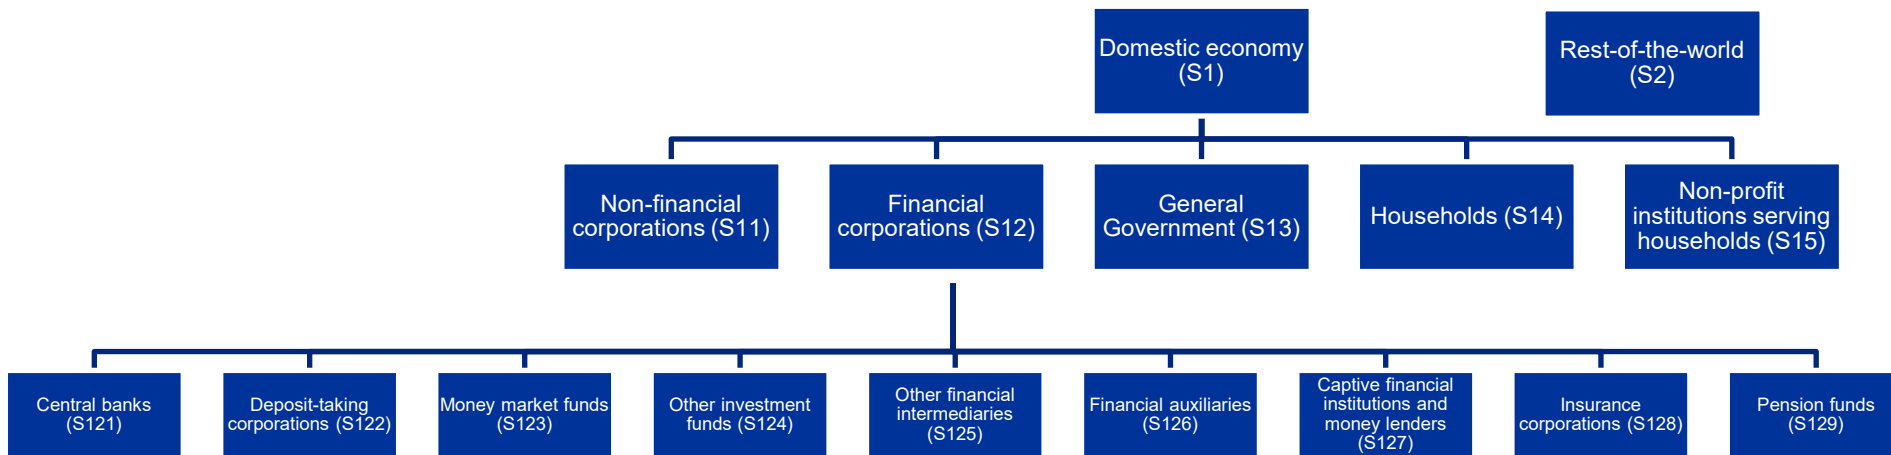 Domestic economy
(S1)
Rest-of-the-world
(S2)
Non-financial
corporations (S11)
Financial
corporations (S12)
General
Government (S13)
Households (S14)
Non-profit
institutions serving
households (S15)
Central banks
(S121)
Deposit-taking
corporations (S122)
Money market funds
(S123)
Other investment
funds (S124)
Other financial
intermediaries
(S125)
Financial auxiliaries
(S126)
Captive financial
institutions and
money lenders
(S127)
Insurance
corporations (S128)
Pension funds
(S129)